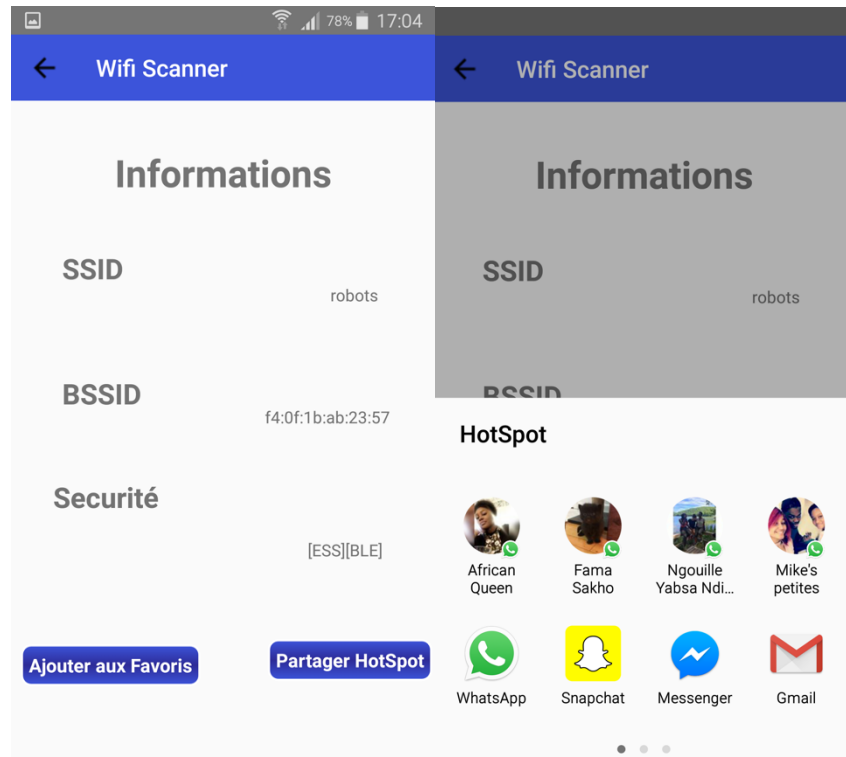 78% 17:04
Wifi Scanner
Informations
SSID
robots
BSSID
f4:0f:1b:ab:23:57
Securité
[ESS][BLE]
Ajouter aux Favoris
Partager HotSpot
Wifi Scanner
Informations
SSID
robots
BSSID
HotSpot
African
Queen
Fama
Sakho
Ngouille
Yabsa Ndi...
Mike's
petites
WhatsApp
Snapchat
Messenger
Gmail